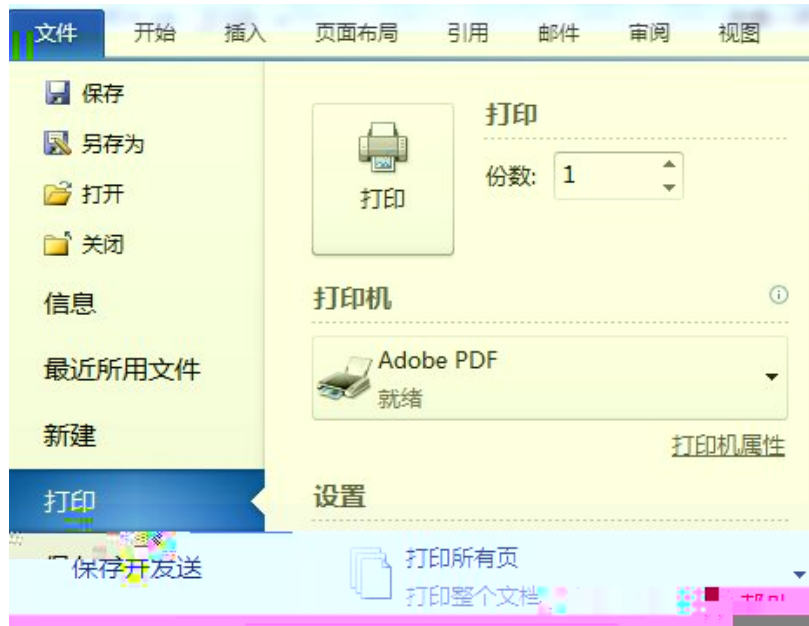 文件 开始 插入 页面布局 引用 邮件 审阅 视图
保存
另存为
打开
关闭
信息
最近所用文件
新建
打印
保存并发送
打印
打印
份数: 1
打印机
Adobe PDF
就绪
打印机属性
设置
打印所有页
打印整个文档